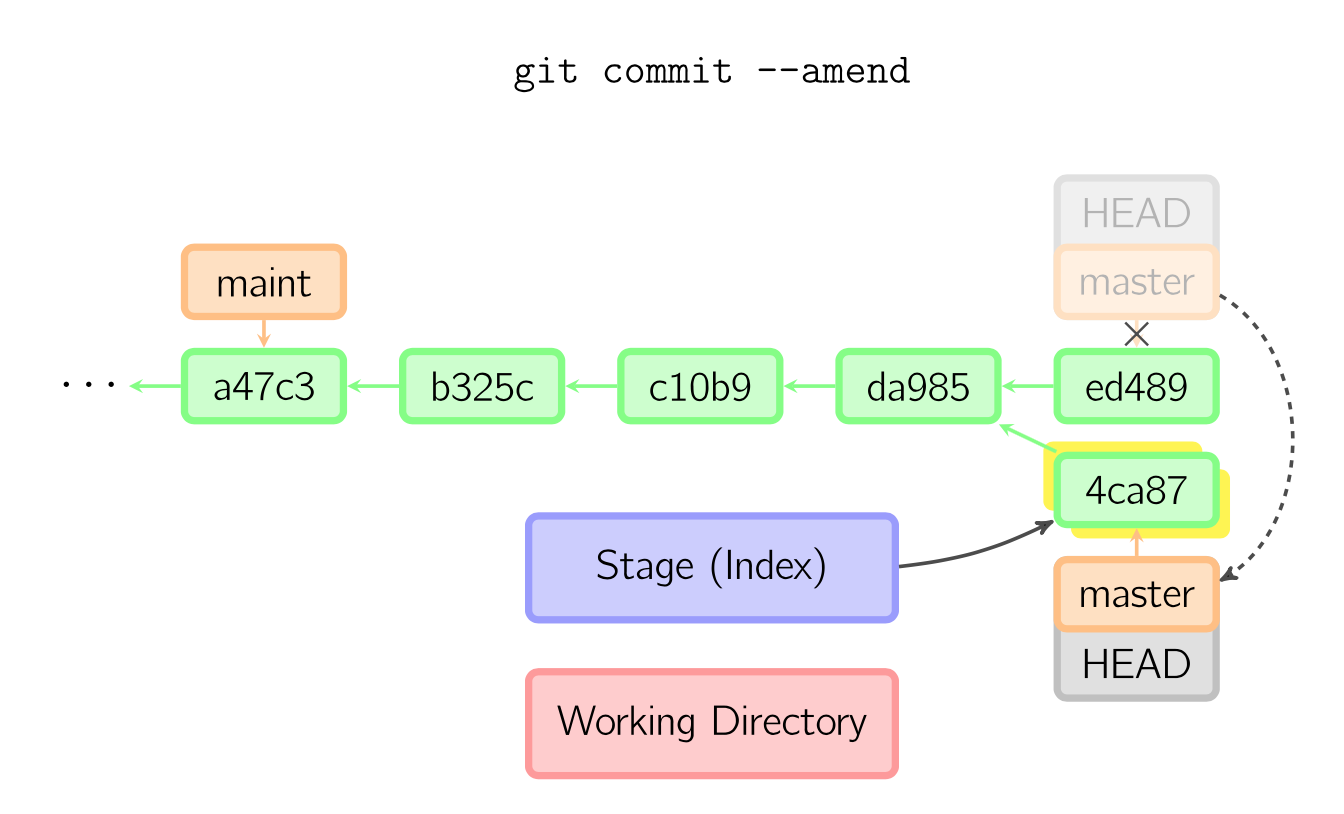 git commit --amend
HEAD
maint
master
... a47c3 b325c c10b9 da985 ed489
4ca87
Stage (Index)
master
HEAD
Working Directory